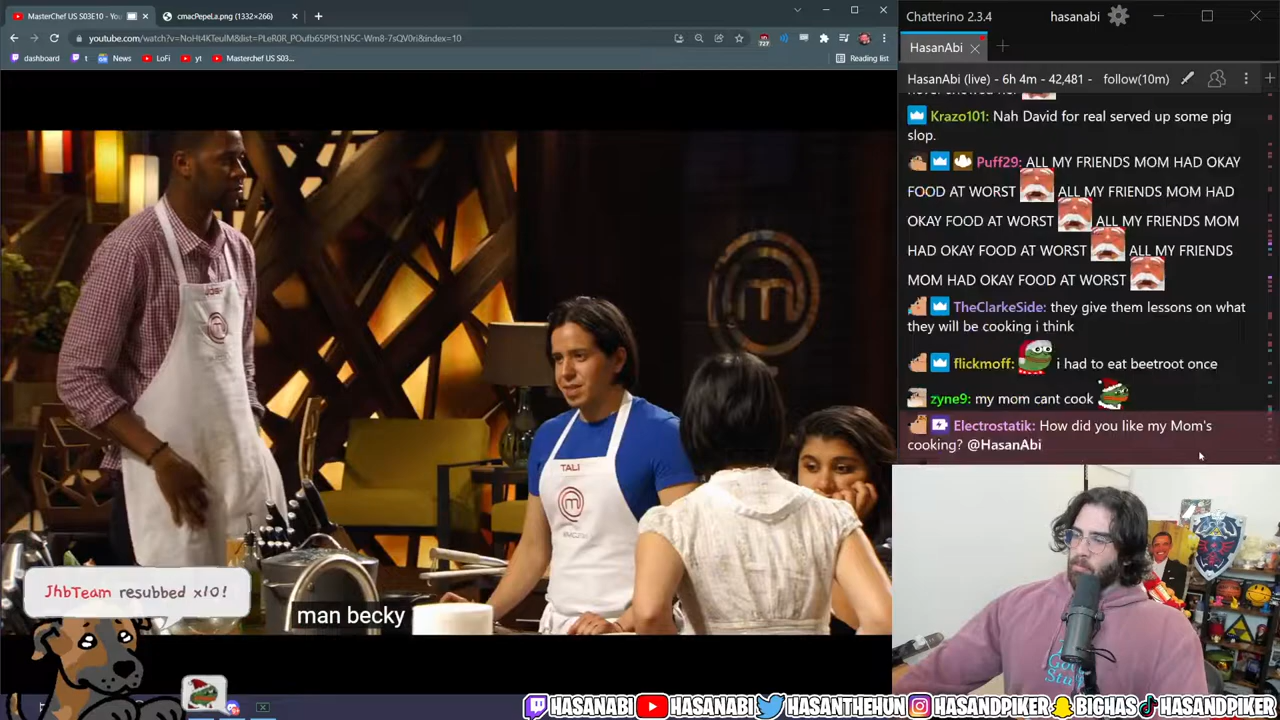 MasterChef US S03E10 - You
cmacPepeLa.png (1332×266)
youtube.com/watch?v=NoHt4KTeuIM&list=PLeR0R_POufb65PfSt1N5C-Wm8-7sQV0ri&index=10
727
dashboard
t
News
LoFi
yt
Masterchef US S03...
Reading list
Chatterino 2.3.4
hasanabi
HasanAbi
HasanAbi (live) - 6h 4m - 42,481 -
follow(10m)
Krazo101: Nah David for real served up some pig
slop.
Puff29: ALL MY FRIENDS MOM HAD OKAY
FOOD AT WORST ALL MY FRIENDS MOM HAD
OKAY FOOD AT WORST ALL MY FRIENDS MOM
HAD OKAY FOOD AT WORST ALL MY FRIENDS
MOM HAD OKAY FOOD AT WORST
TheClarkeSide: they give them lessons on what
they will be cooking i think
flickmoff: i had to eat beetroot once
zyne9: my mom cant cook
Electrostatik: How did you like my Mom's
cooking? @HasanAbi
JOSH
TALI
man becky
JhbTeam resubbed x10!
HASANABI
HASANABI
HASANTHEHUN
HASANDPIKER
BIGHAS
HASANDPIKER